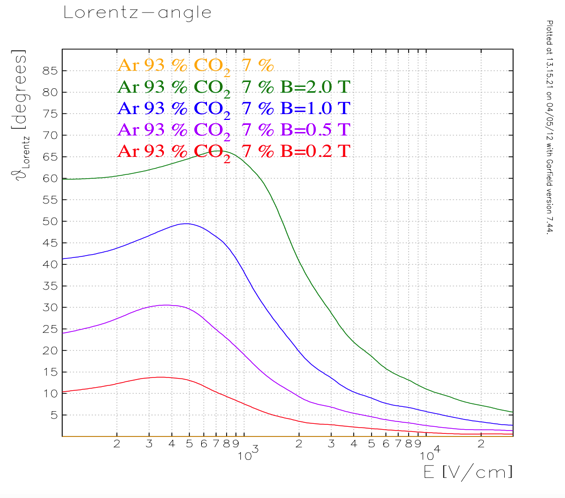 Lorentz-angle
ϑLorentz [degrees]
Ar 93 % CO2 7 %
Ar 93 % CO2 7 % B=2.0 T
Ar 93 % CO2 7 % B=1.0 T
Ar 93 % CO2 7 % B=0.5 T
Ar 93 % CO2 7 % B=0.2 T
85
80
75
70
65
60
55
50
45
40
35
30
25
20
15
10
5
2 3 4 5 6 7 8 9 10^3 2 3 4 5 6 7 8 9 10^4 2
E [V/cm]
Plotted at 13.15.21 on 04/05/12 with Garfield version 7.44.